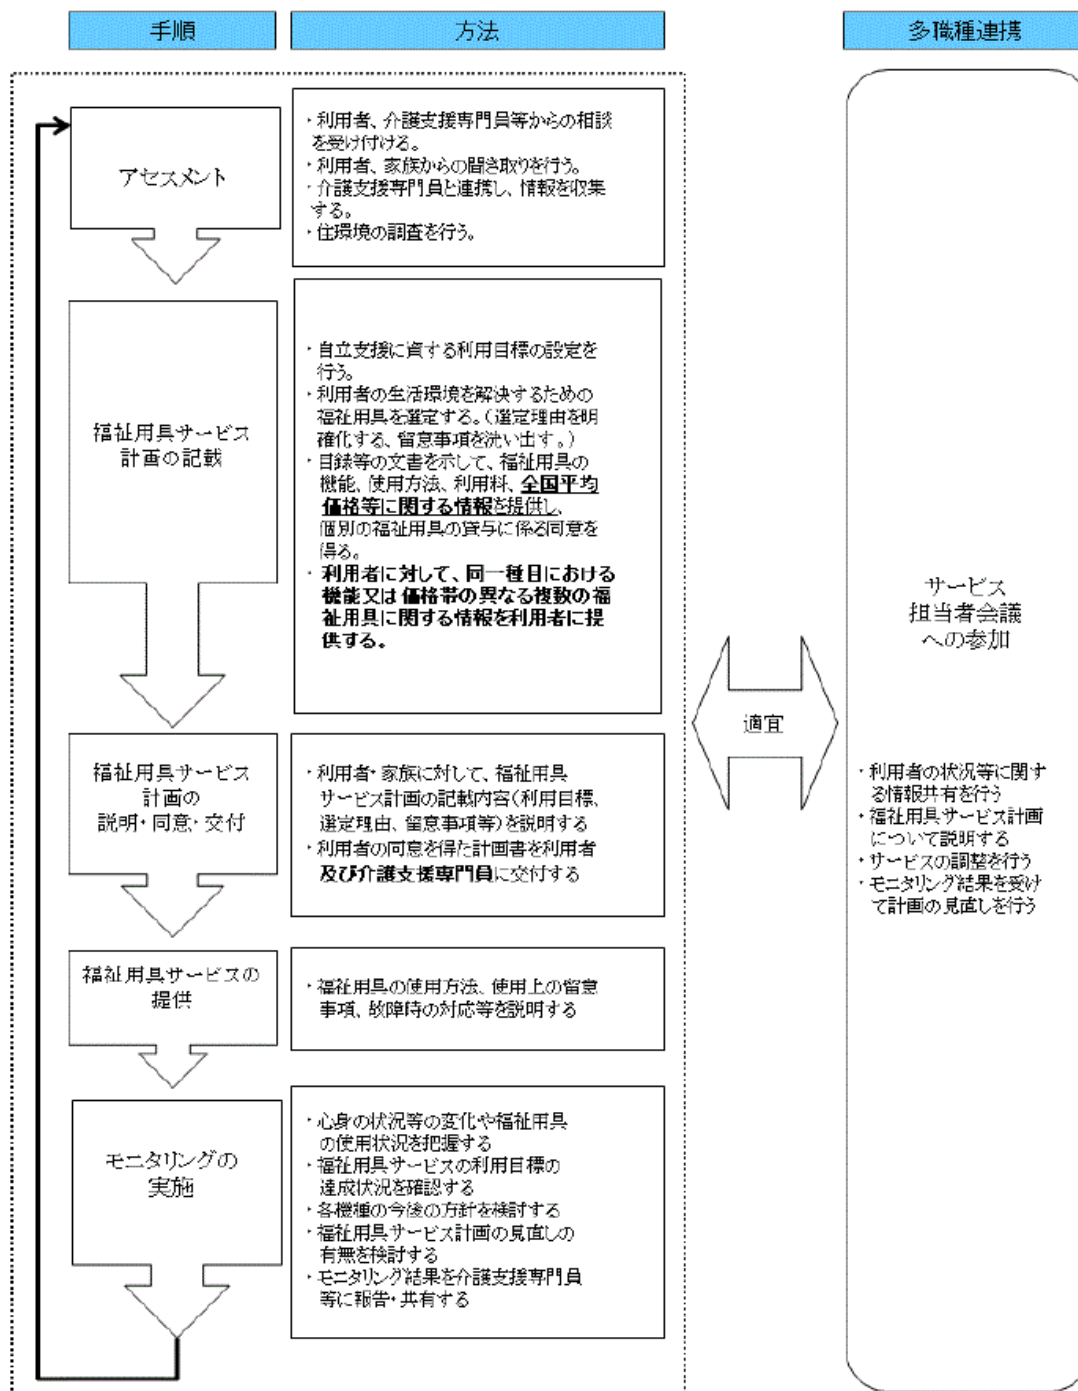 手順
方法
多職種連携
アセスメント
・利用者、介護支援専門員等からの相談
を受け付ける。
・利用者、家族からの聞き取りを行う。
・介護支援専門員と連携し、情報を収集
する。
・住環境の調査を行う。
福祉用具サービス
計画の記載
・自立支援に資する利用目標の設定を
行う。
・利用者の生活環境を解決するための
福祉用具を選定する。（選定理由を明
確化する、留意事項を洗い出す。）
・目録等の文書を示して、福祉用具の
機能、使用方法、利用料、全国平均
価格等に関する情報を提供し、
個別の福祉用具の貸与に係る同意を
得る。
・利用者に対して、同一種目における
機能又は価格帯の異なる複数の福
祉用具に関する情報を利用者に提
供する。
福祉用具サービス
計画の
説明・同意・交付
・利用者・家族に対して、福祉用具
サービス計画の記載内容（利用目標、
選定理由、留意事項等）を説明する
・利用者の同意を得た計画書を利用者
及び介護支援専門員に交付する
福祉用具サービスの
提供
・福祉用具の使用方法、使用上の留意
事項、故障時の対応等を説明する
モニタリングの
実施
・心身の状況等の変化や福祉用具
の使用状況を把握する
・福祉用具サービスの利用目標の
達成状況を確認する
・各機種の今後の方針を検討する
・福祉用具サービス計画の見直しの
有無を検討する
・モニタリング結果を介護支援専門員
等に報告・共有する
適宜
サービス
担当者会議
への参加
・利用者の状況等に関す
る情報共有を行う
・福祉用具サービス計画
について説明する
・サービスの調整を行う
・モニタリング結果を受け
て計画の見直しを行う